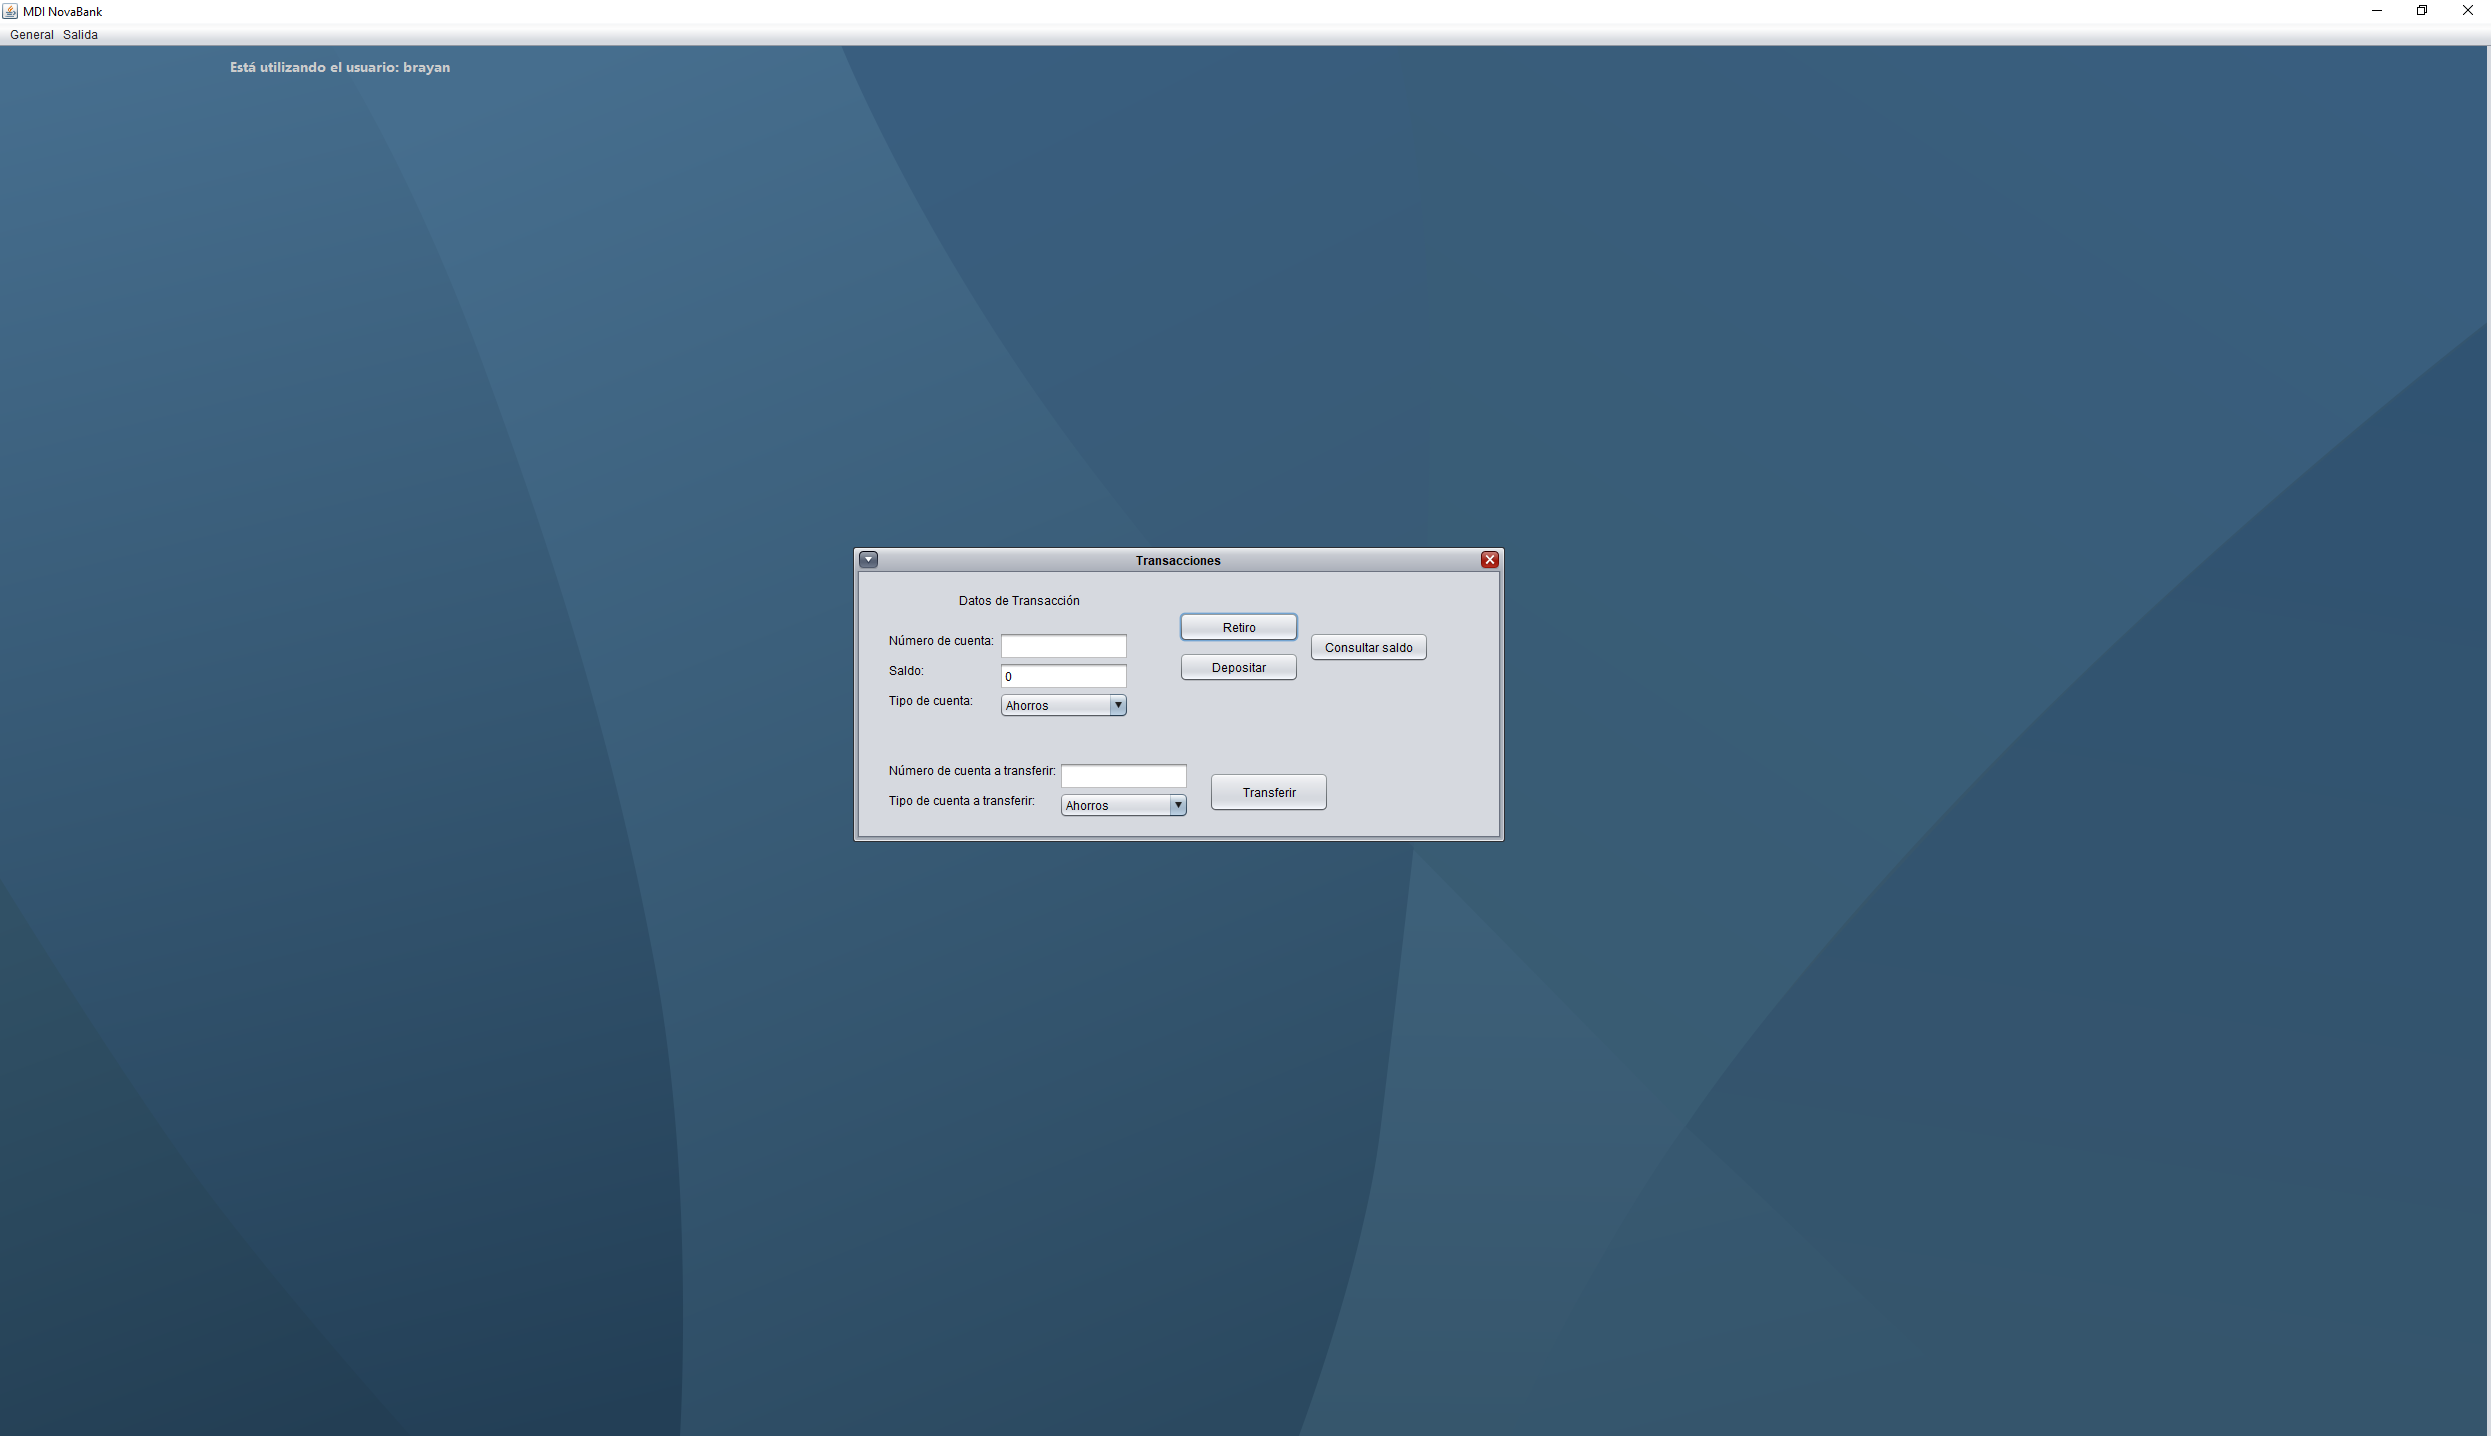 MDI NovaBank
General Salida
Está utilizando el usuario: brayan
Transacciones
Datos de Transacción
Retiro
Número de cuenta:
Consultar saldo
Depositar
Saldo: 0
Tipo de cuenta: Ahorros
Número de cuenta a transferir:
Transferir
Tipo de cuenta a transferir: Ahorros